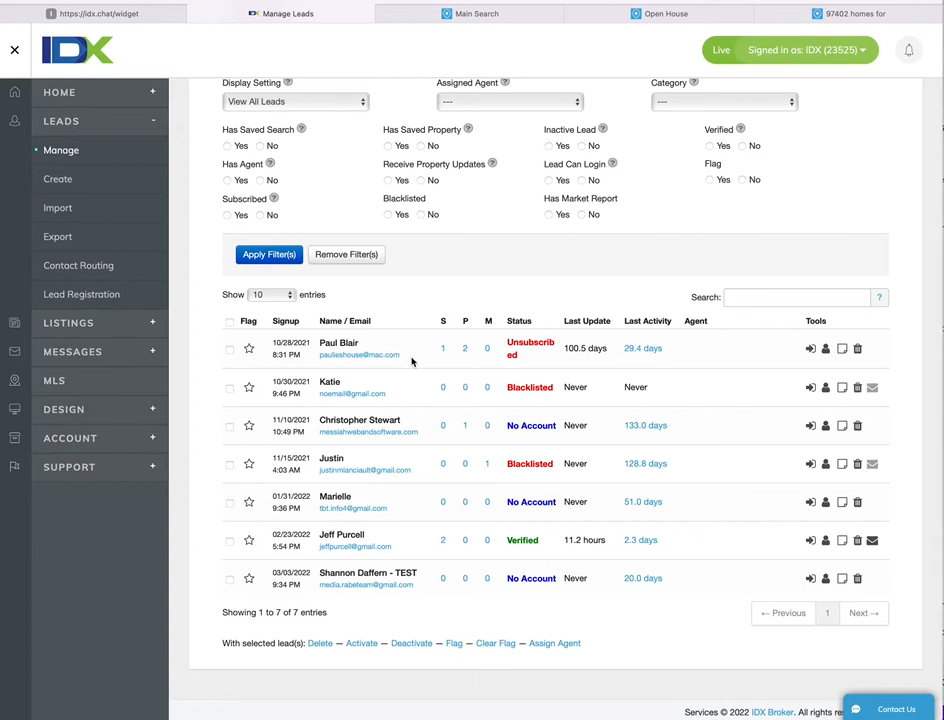 https://idx.chat/widget
Manage Leads
Main Search
Open House
97402 homes for
IDX
Live Signed in as: IDX (23525)
HOME +
LEADS -
Manage
Create
Import
Export
Contact Routing
Lead Registration
LISTINGS +
MESSAGES +
MLS
DESIGN +
ACCOUNT +
SUPPORT +
Display Setting ? Assigned Agent ? Category ?
View All Leads --- ---
Has Saved Search ? Has Saved Property ? Inactive Lead ? Verified ?
Yes No Yes No Yes No Yes No
Has Agent ? Receive Property Updates ? Lead Can Login ? Flag
Yes No Yes No Yes No Yes No
Subscribed ? Blacklisted Has Market Report
Yes No Yes No Yes No
Apply Filter(s) Remove Filter(s)
Show 10 entries Search: ?
Flag Signup Name / Email S P M Status Last Update Last Activity Agent Tools
10/28/2021 Paul Blair Unsubscrib
8:31 PM paulieshouse@mac.com 1 2 0 ed 100.5 days 29.4 days
10/30/2021 Katie
9:46 PM noemail@gmail.com 0 0 0 Blacklisted Never Never
11/10/2021 Christopher Stewart
10:49 PM messiahwebandsoftware.com 0 1 0 No Account Never 133.0 days
11/15/2021 Justin
4:03 AM justinmlanciault@gmail.com 0 0 1 Blacklisted Never 128.8 days
01/31/2022 Marielle
9:36 PM tbt.info4@gmail.com 0 0 0 No Account Never 51.0 days
02/23/2022 Jeff Purcell
5:54 PM jeffpurcell@gmail.com 2 0 0 Verified 11.2 hours 2.3 days
03/03/2022 Shannon Daffern - TEST
9:34 PM media.rabeteam@gmail.com 0 0 0 No Account Never 20.0 days
Showing 1 to 7 of 7 entries ← Previous 1 Next →
With selected lead(s): Delete — Activate — Deactivate — Flag — Clear Flag — Assign Agent
Services © 2022 IDX Broker. All rights
Contact Us